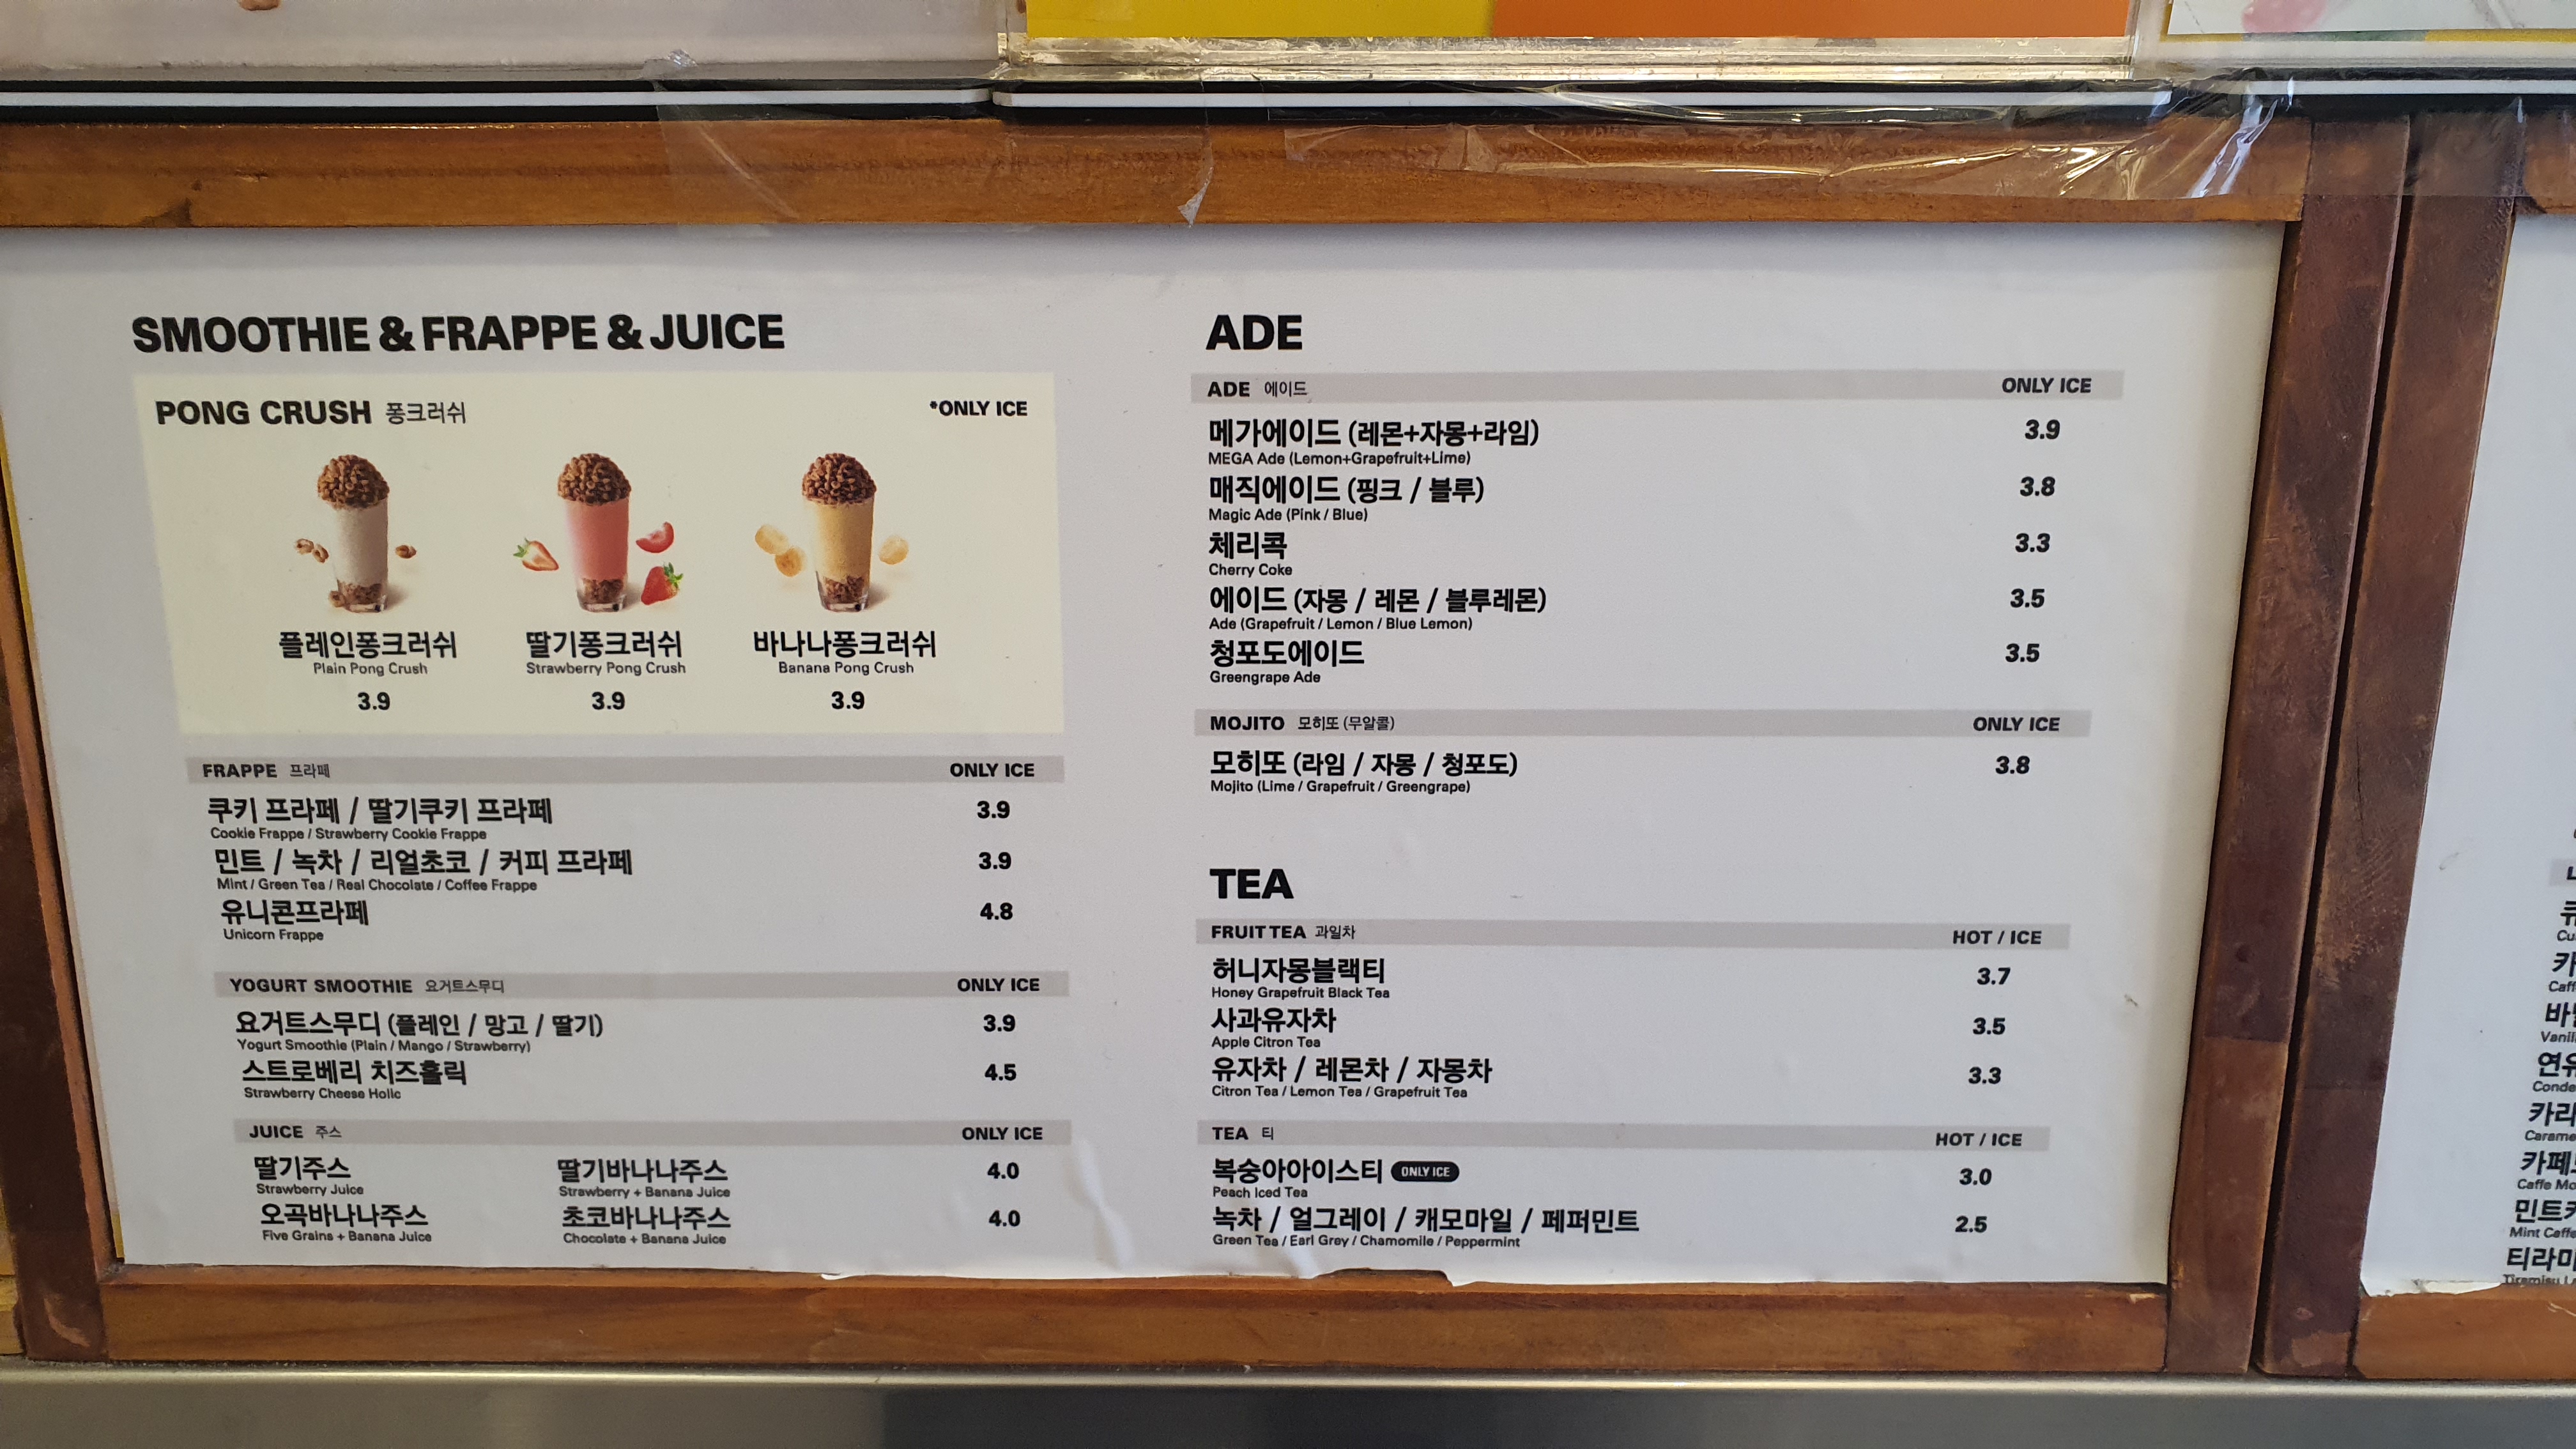 SMOOTHIE & FRAPPE & JUICE
PONG CRUSH 퐁크러쉬 *ONLY ICE
플레인퐁크러쉬
Plain Pong Crush
3.9
딸기퐁크러쉬
Strawberry Pong Crush
3.9
바나나퐁크러쉬
Banana Pong Crush
3.9
FRAPPE 프라페 ONLY ICE
쿠키 프라페 / 딸기쿠키 프라페 3.9
Cookie Frappe / Strawberry Cookie Frappe
민트 / 녹차 / 리얼초코 / 커피 프라페 3.9
Mint / Green Tea / Real Chocolate / Coffee Frappe
유니콘프라페 4.8
Unicorn Frappe
YOGURT SMOOTHIE 요거트스무디 ONLY ICE
요거트스무디 (플레인 / 망고 / 딸기) 3.9
Yogurt Smoothie (Plain / Mango / Strawberry)
스트로베리 치즈홀릭 4.5
Strawberry Cheese Holic
JUICE 주스 ONLY ICE
딸기주스 딸기바나나주스 4.0
Strawberry Juice Strawberry + Banana Juice
오곡바나나주스 초코바나나주스 4.0
Five Grains + Banana Juice Chocolate + Banana Juice
ADE
ADE 에이드 ONLY ICE
메가에이드 (레몬+자몽+라임) 3.9
MEGA Ade (Lemon+Grapefruit+Lime)
매직에이드 (핑크 / 블루) 3.8
Magic Ade (Pink / Blue)
체리콕 3.3
Cherry Coke
에이드 (자몽 / 레몬 / 블루레몬) 3.5
Ade (Grapefruit / Lemon / Blue Lemon)
청포도에이드 3.5
Greengrape Ade
MOJITO 모히또 (무알콜) ONLY ICE
모히또 (라임 / 자몽 / 청포도) 3.8
Mojito (Lime / Grapefruit / Greengrape)
TEA
FRUIT TEA 과일차 HOT / ICE
허니자몽블랙티 3.7
Honey Grapefruit Black Tea
사과유자차 3.5
Apple Citron Tea
유자차 / 레몬차 / 자몽차 3.3
Citron Tea / Lemon Tea / Grapefruit Tea
TEA 티 HOT / ICE
복숭아아이스티 ONLY ICE 3.0
Peach Iced Tea
녹차 / 얼그레이 / 캐모마일 / 페퍼민트 2.5
Green Tea / Earl Grey / Chamomile / Peppermint